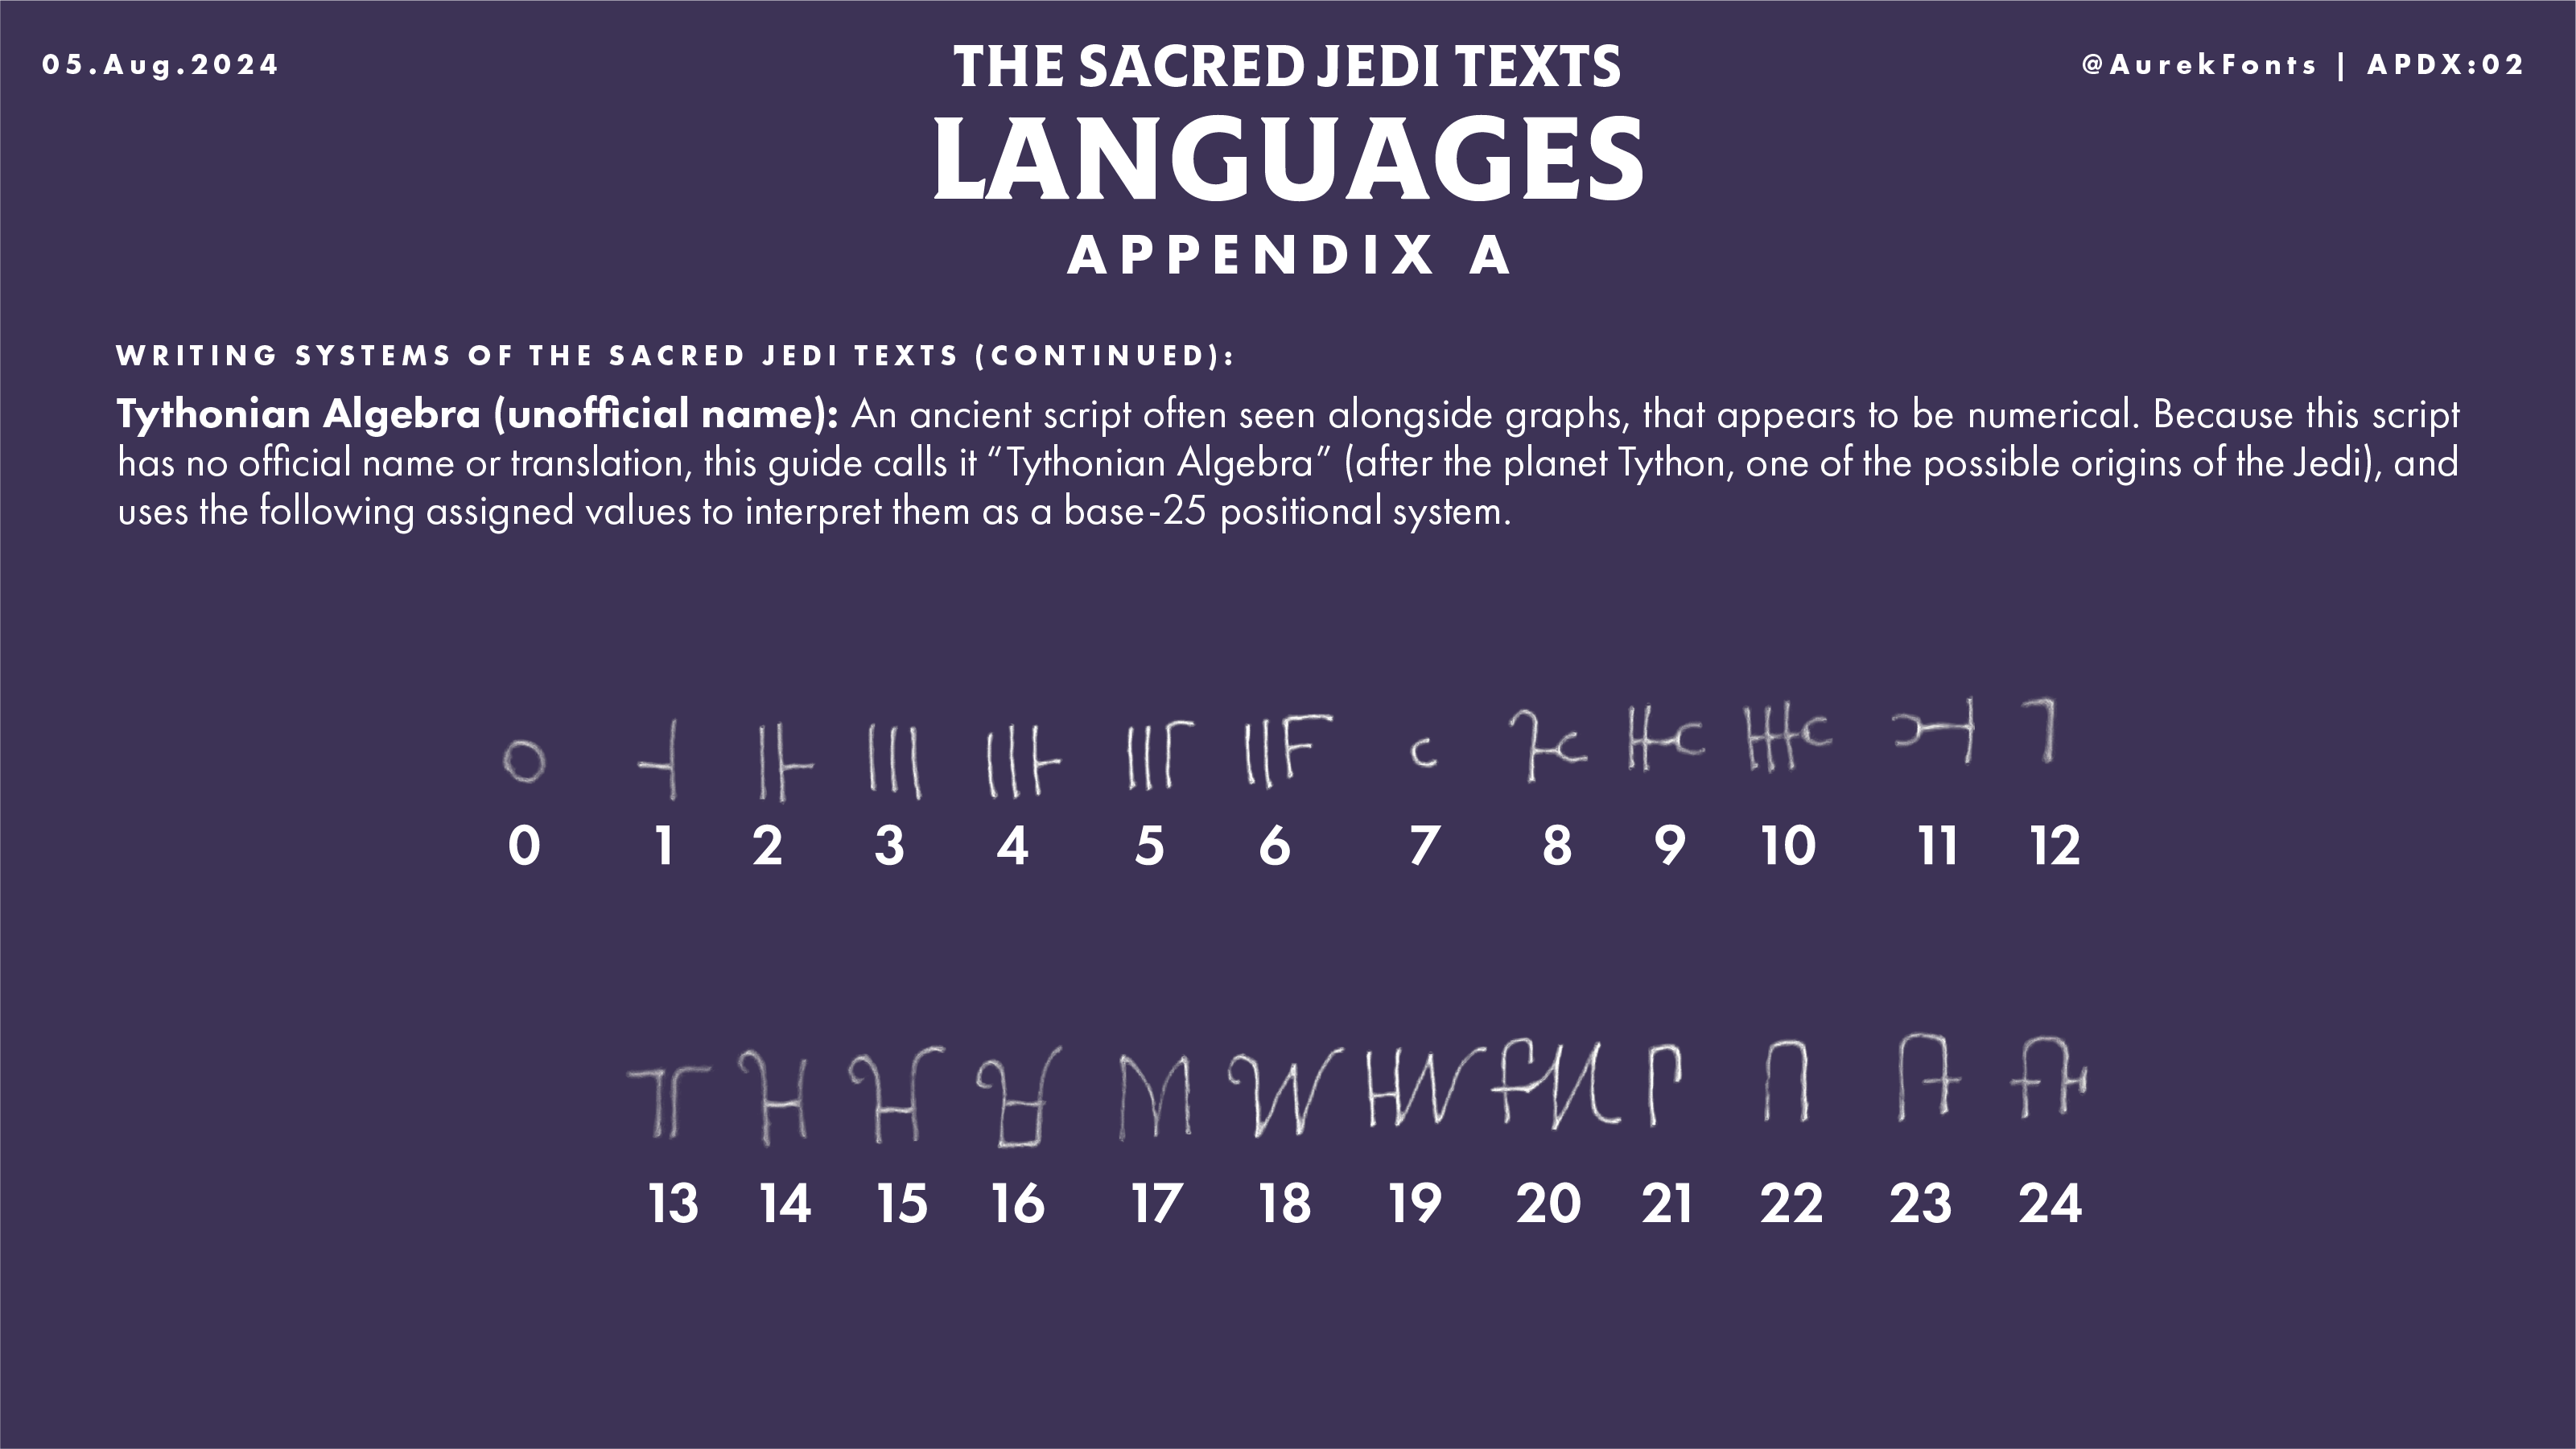 05.Aug.2024
THE SACRED JEDI TEXTS
@AurekFonts | APDX:02
LANGUAGES
APPENDIX A
WRITING SYSTEMS OF THE SACRED JEDI TEXTS (CONTINUED):
Tythonian Algebra (unofficial name): An ancient script often seen alongside graphs, that appears to be numerical. Because this script
has no official name or translation, this guide calls it “Tythonian Algebra” (after the planet Tython, one of the possible origins of the Jedi), and
uses the following assigned values to interpret them as a base-25 positional system.
0 1 2 3 4 5 6 7 8 9 10 11 12
13 14 15 16 17 18 19 20 21 22 23 24